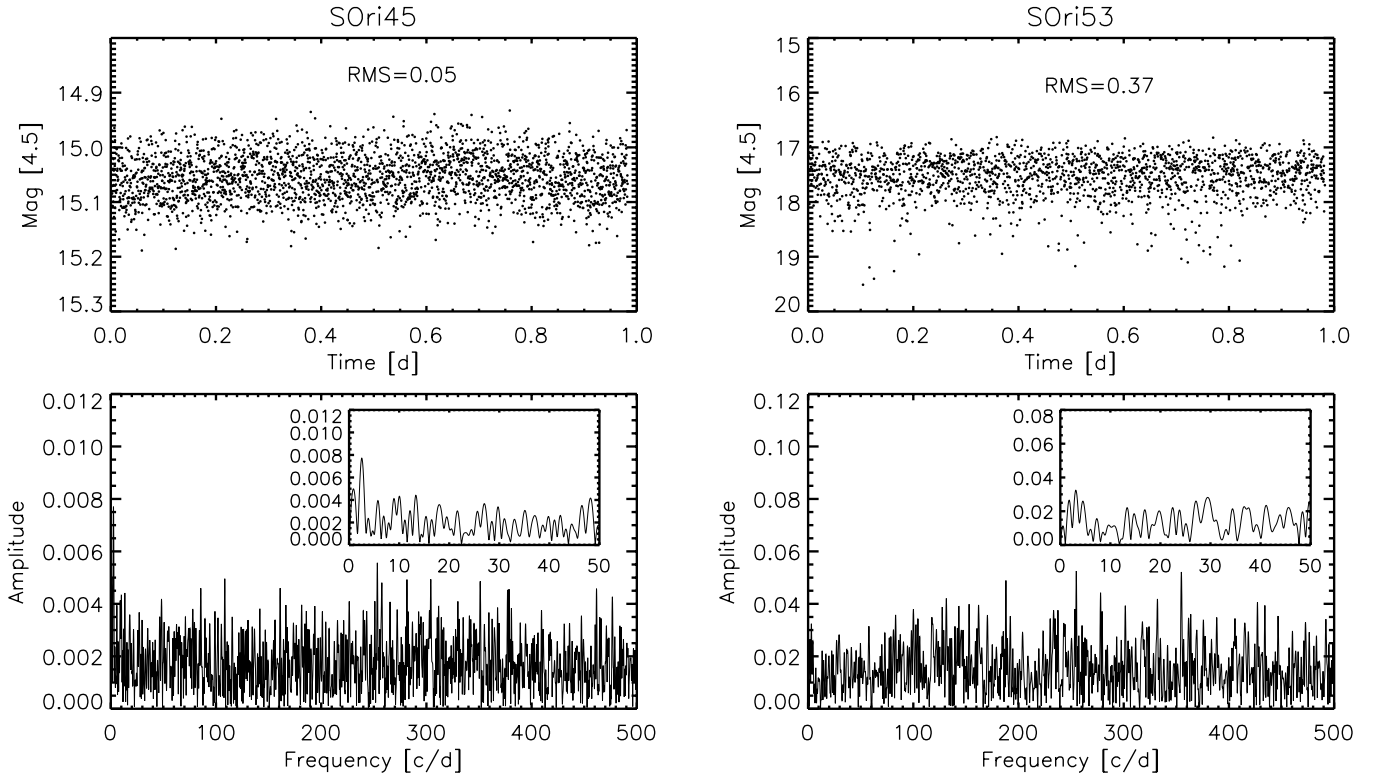 SOri45
RMS=0.05
14.9
15.0
15.1
15.2
15.3
Mag [4.5]
0.0 0.2 0.4 0.6 0.8 1.0
Time [d]
SOri53
RMS=0.37
15
16
17
18
19
20
Mag [4.5]
0.0 0.2 0.4 0.6 0.8 1.0
Time [d]
0.012
0.010
0.008
0.006
0.004
0.002
0.000
Amplitude
0.012
0.010
0.008
0.006
0.004
0.002
0.000
0 10 20 30 40 50
0 100 200 300 400 500
Frequency [c/d]
0.12
0.10
0.08
0.06
0.04
0.02
0.00
Amplitude
0.08
0.06
0.04
0.02
0.00
0 10 20 30 40 50
0 100 200 300 400 500
Frequency [c/d]